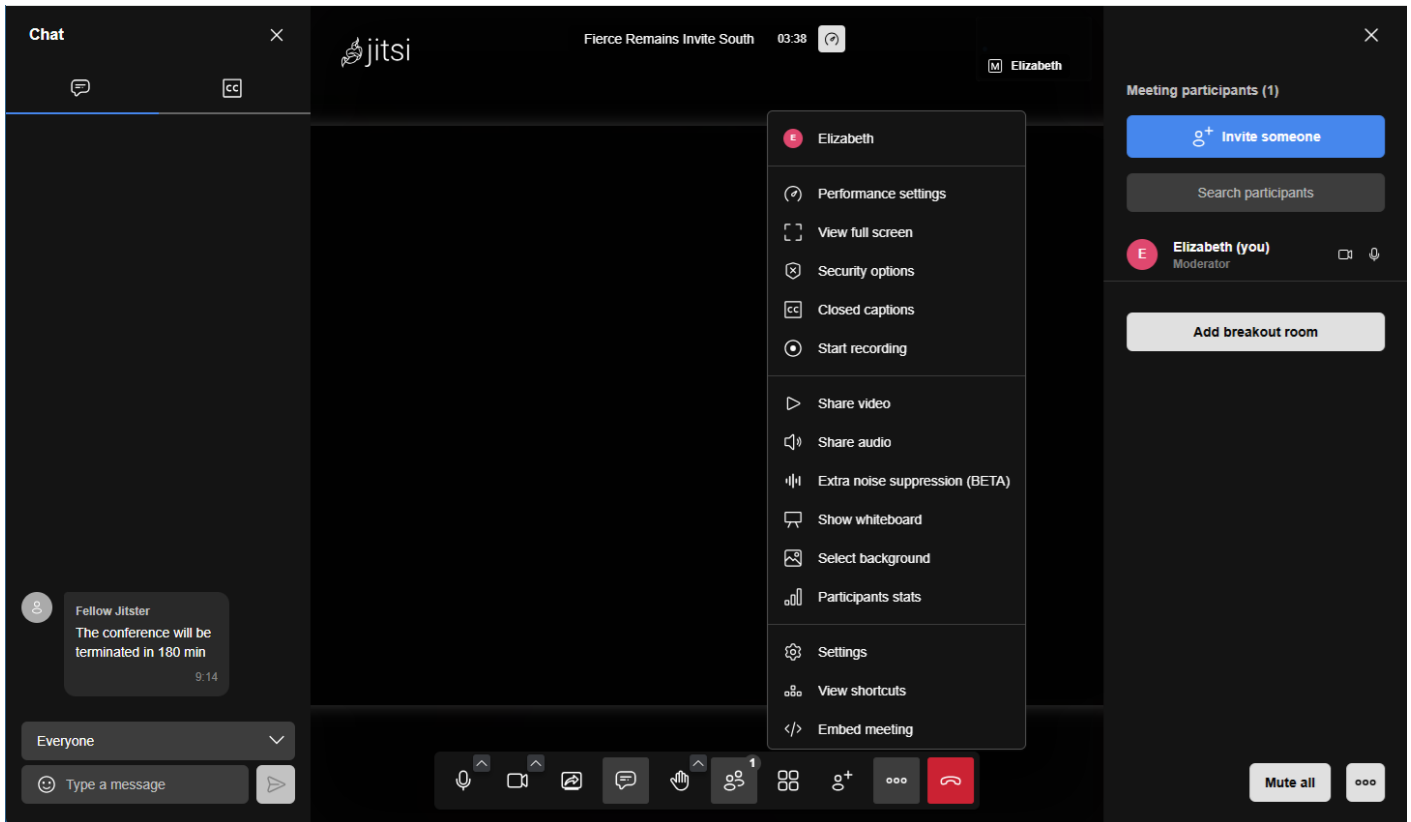 Chat
CC
Fellow Jitster
The conference will be
terminated in 180 min
9:14
Everyone
Type a message
jitsi
Fierce Remains Invite South 03:38
M Elizabeth
E Elizabeth
Performance settings
View full screen
Security options
CC Closed captions
Start recording
Share video
Share audio
Extra noise suppression (BETA)
Show whiteboard
Select background
Participants stats
Settings
View shortcuts
</> Embed meeting
1
Meeting participants (1)
Invite someone
Search participants
E Elizabeth (you)
Moderator
Add breakout room
Mute all